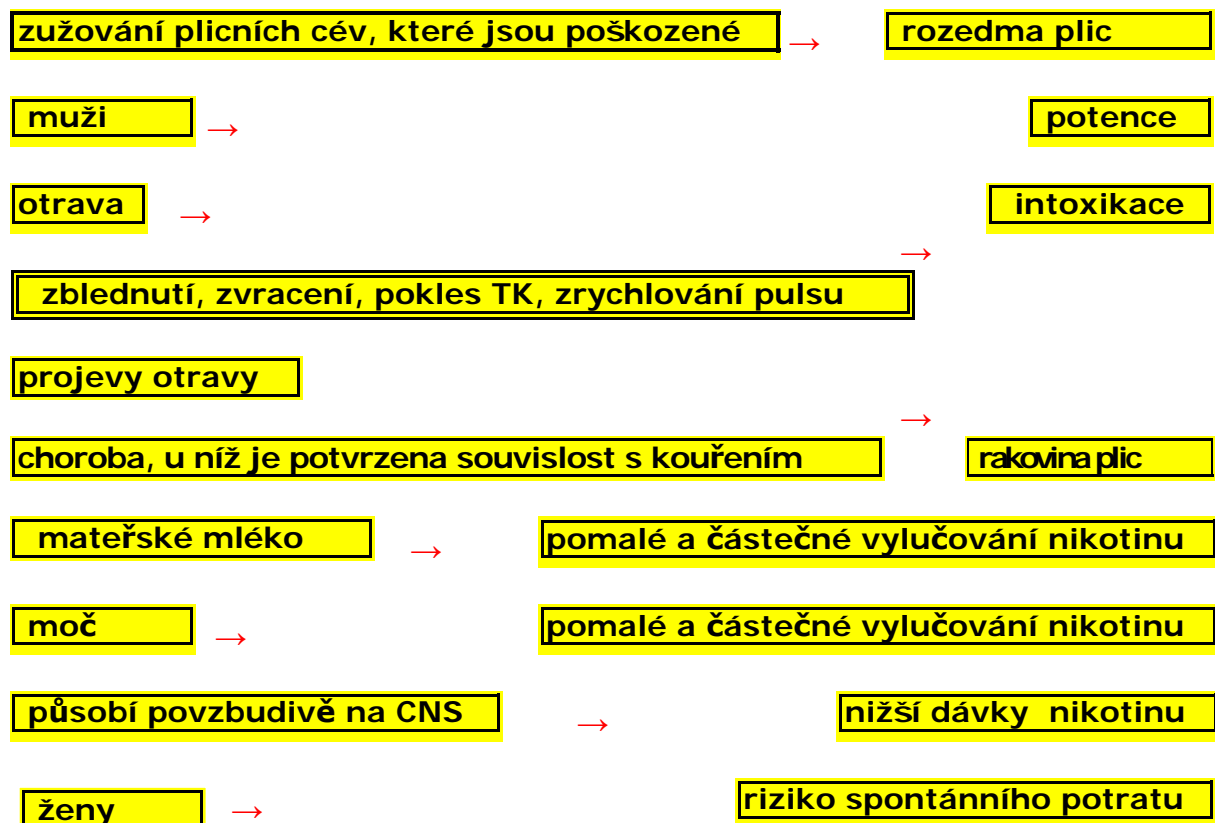 zužování plicních cév, které jsou poškozené → rozedma plic
muži → potence
otrava → intoxikace
→
zblednutí, zvracení, pokles TK, zrychlování pulsu
projevy otravy
→
choroba, u níž je potvrzena souvislost s kouřením rakovina plic
mateřské mléko → pomalé a částečné vylučování nikotinu
moč → pomalé a částečné vylučování nikotinu
působí povzbudivě na CNS → nižší dávky nikotinu
ženy → riziko spontánního potratu